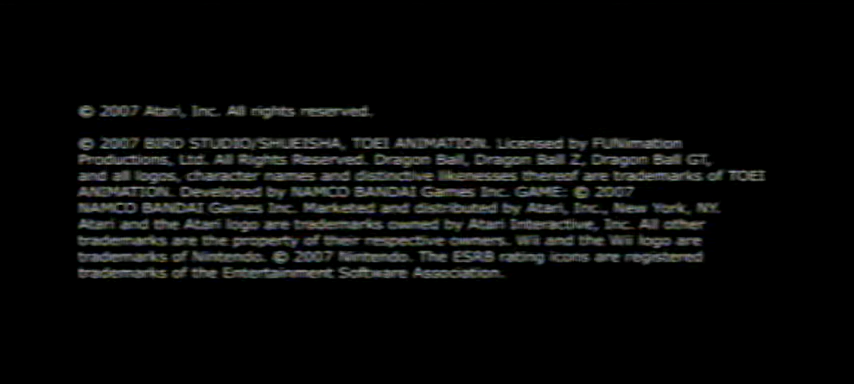 © 2007 Atari, Inc. All rights reserved.
© 2007 BIRD STUDIO/SHUEISHA, TOEI ANIMATION. Licensed by FUNimation
Productions, Ltd. All Rights Reserved. Dragon Ball, Dragon Ball Z, Dragon Ball GT,
and all logos, character names and distinctive likenesses thereof are trademarks of TOEI
ANIMATION. Developed by NAMCO BANDAI Games Inc. GAME: © 2007
NAMCO BANDAI Games Inc. Marketed and distributed by Atari, Inc., New York, NY.
Atari and the Atari logo are trademarks owned by Atari Interactive, Inc. All other
trademarks are the property of their respective owners. Wii and the Wii logo are
trademarks of Nintendo. © 2007 Nintendo. The ESRB rating icons are registered
trademarks of the Entertainment Software Association.